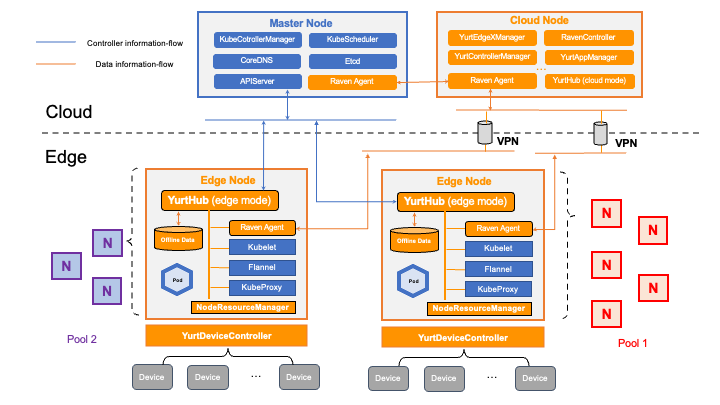 Master Node
Cloud Node
KubeCotrollerManager
KubeScheduler
YurtEdgeXManager
RavenController
Controller information-flow
CoreDNS
Etcd
YurtControllerManager
YurtAppManager
Data information-flow
...
APIServer
Raven Agent
Raven Agent
YurtHub (cloud mode)
Cloud
VPN
VPN
Edge
Edge Node
Edge Node
YurtHub (edge mode)
YurtHub (edge mode)
Raven Agent
Raven Agent
Offline Data
Offline Data
Kubelet
Kubelet
Flannel
Flannel
Pod
Pod
KubeProxy
KubeProxy
NodeResourceManager
NodeResourceManager
N
N
N
N
N
N
N
N
Pool 2
Pool 1
YurtDeviceController
YurtDeviceController
Device
Device
...
Device
Device
Device
...
Device